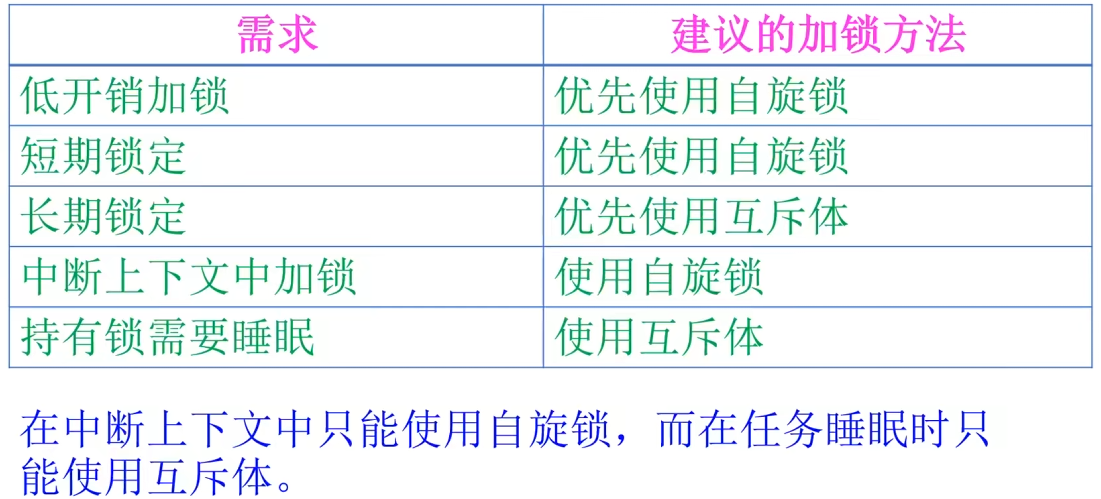 需求 建议的加锁方法
低开销加锁 优先使用自旋锁
短期锁定 优先使用自旋锁
长期锁定 优先使用互斥体
中断上下文中加锁 使用自旋锁
持有锁需要睡眠 使用互斥体
在中断上下文中只能使用自旋锁，而在任务睡眠时只
能使用互斥体。